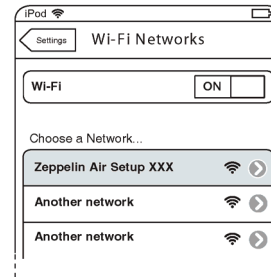 iPod
Settings Wi-Fi Networks
Wi-Fi ON
Choose a Network...
Zeppelin Air Setup XXX
Another network
Another network